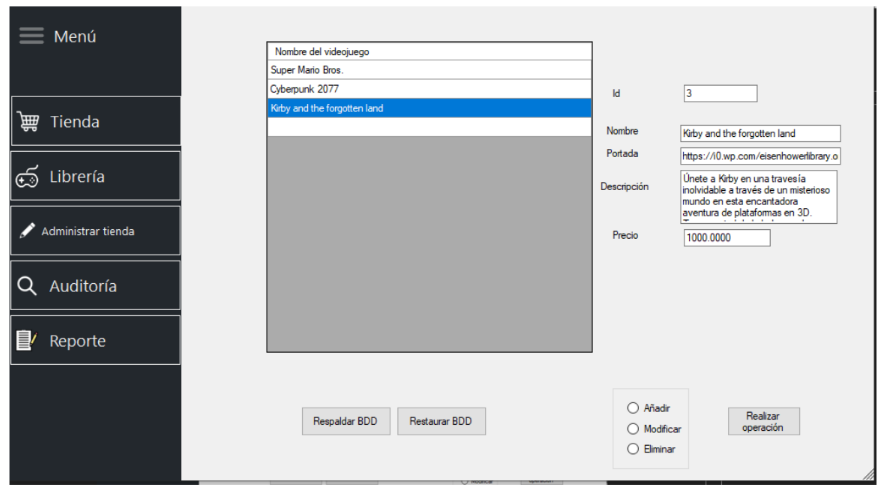 Menú
Tienda
Librería
Administrar tienda
Auditoría
Reporte
Nombre del videojuego
Super Mario Bros.
Cyberpunk 2077
Kirby and the forgotten land
Id
3
Nombre
Kirby and the forgotten land
Portada
https://i0.wp.com/eisenhowerlibrary.o
Descripción
Únete a Kirby en una travesía
inolvidable a través de un misterioso
mundo en esta encantadora
aventura de plataformas en 3D.
Precio
1000.0000
Respaldar BDD
Restaurar BDD
Añadir
Modificar
Eliminar
Realizar
operación